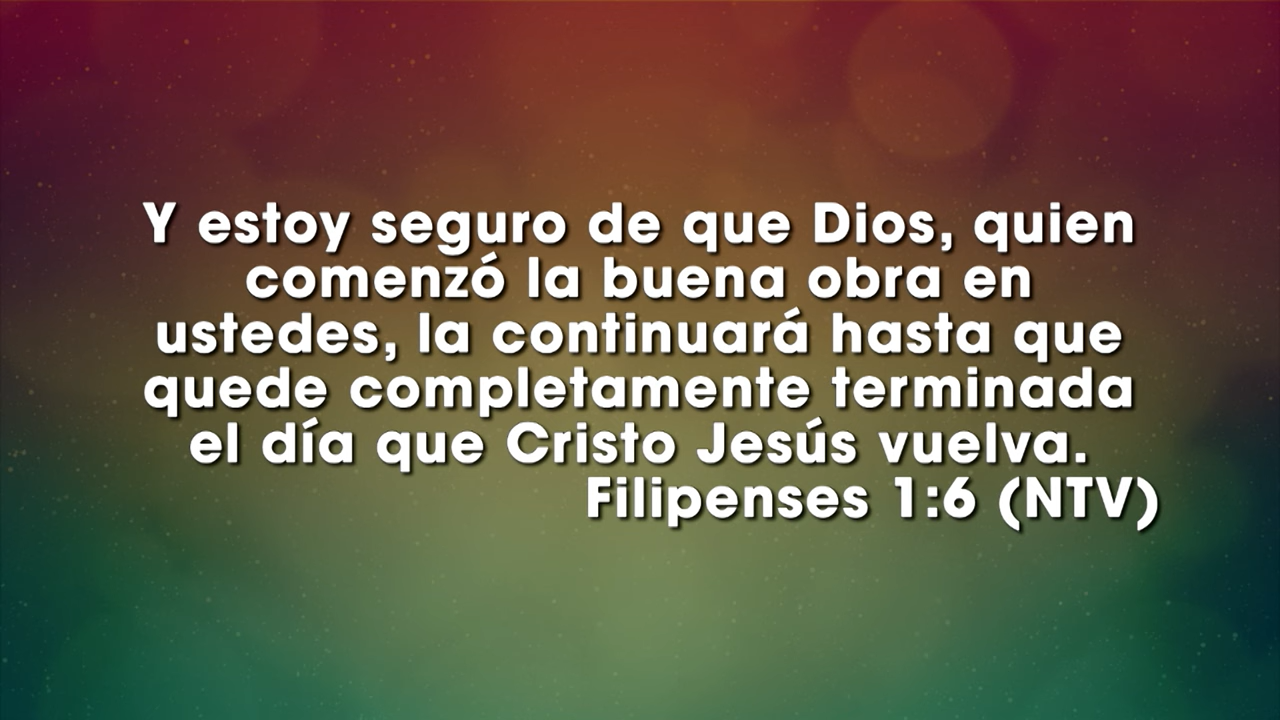 Y estoy seguro de que Dios, quien
comenzó la buena obra en
ustedes, la continuará hasta que
quede completamente terminada
el día que Cristo Jesús vuelva.
Filipenses 1:6 (NTV)